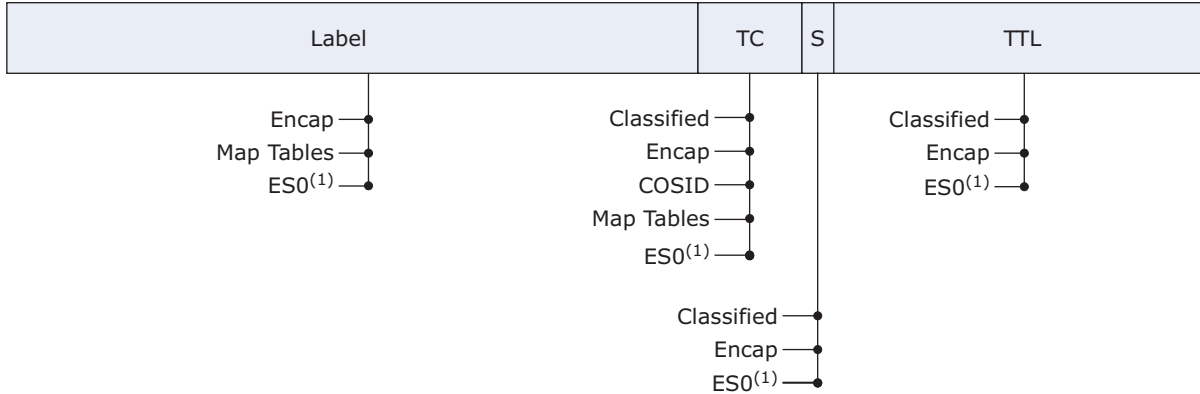 Label TC S TTL
Encap
Map Tables
ES0(1)
Classified
Encap
COSID
Map Tables
ES0(1)
Classified
Encap
ES0(1)
Classified
Encap
ES0(1)